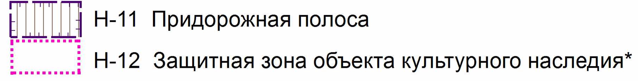 Н-11 Придорожная полоса
Н-12 Защитная зона объекта культурного наследия*